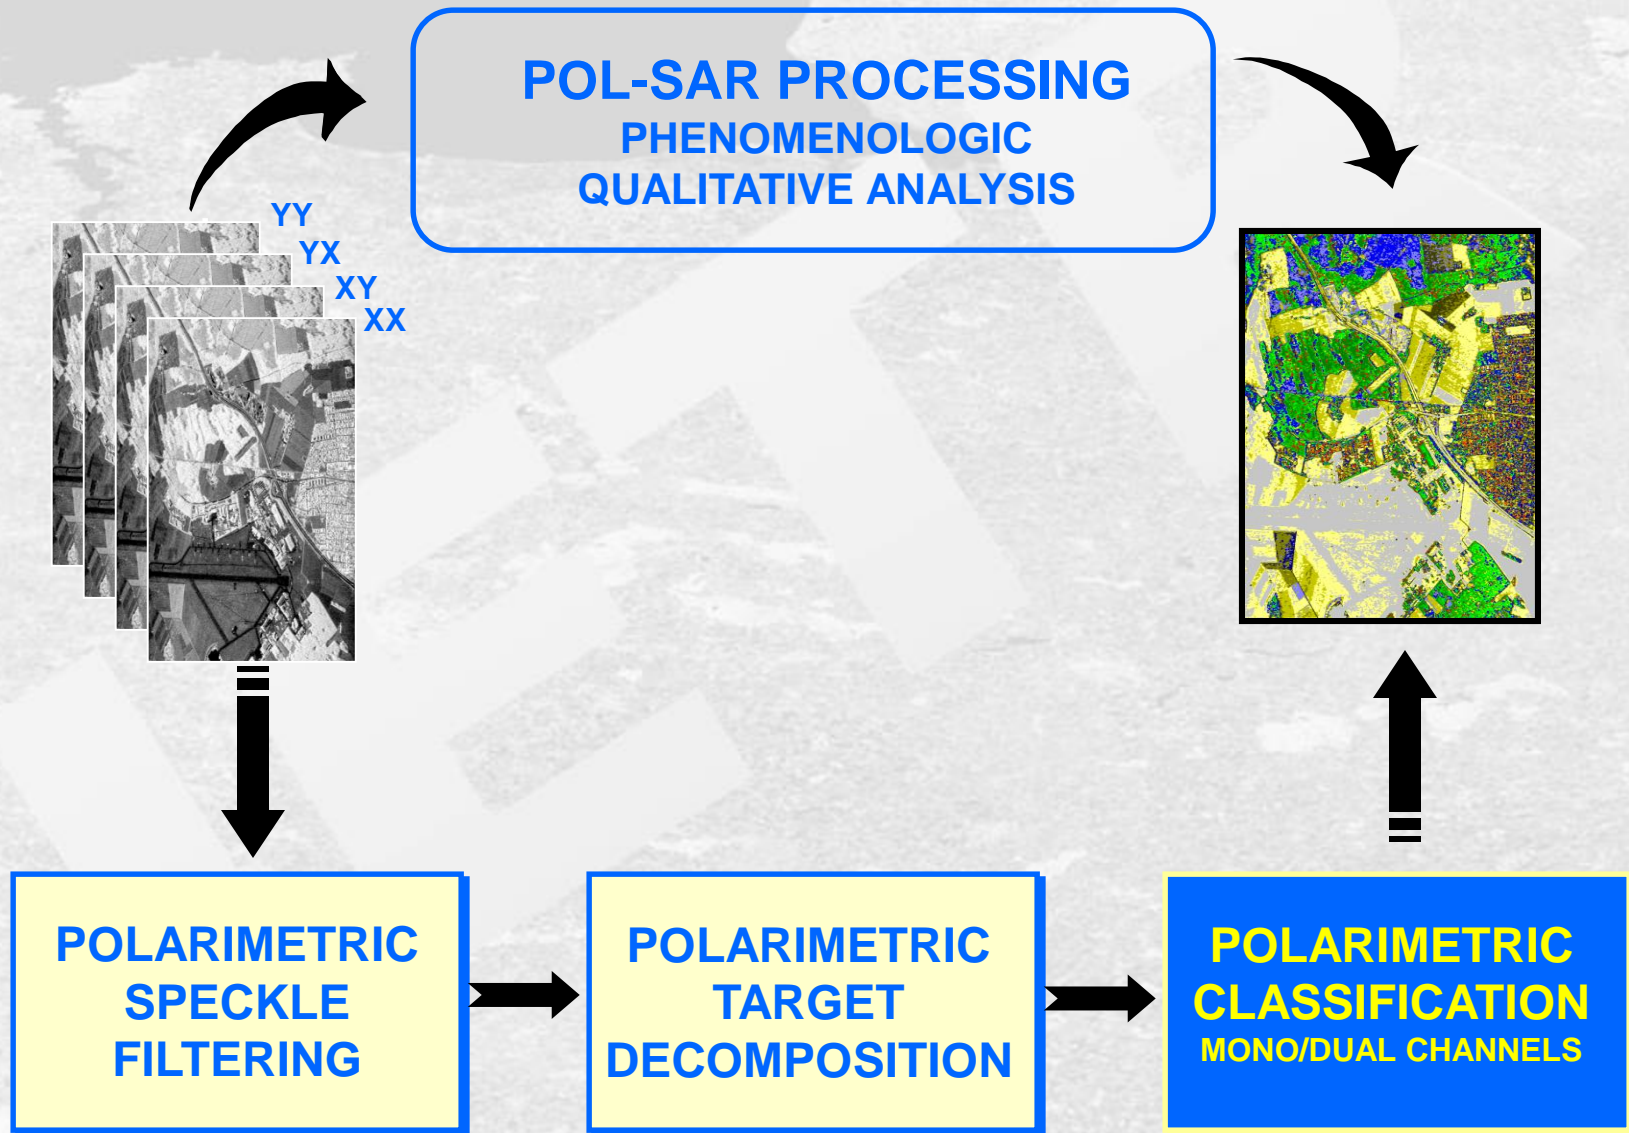 POL-SAR PROCESSING
PHENOMENOLOGIC
QUALITATIVE ANALYSIS
YY
YX
XY
XX
POLARIMETRIC
SPECKLE
FILTERING
POLARIMETRIC
TARGET
DECOMPOSITION
POLARIMETRIC
CLASSIFICATION
MONO/DUAL CHANNELS